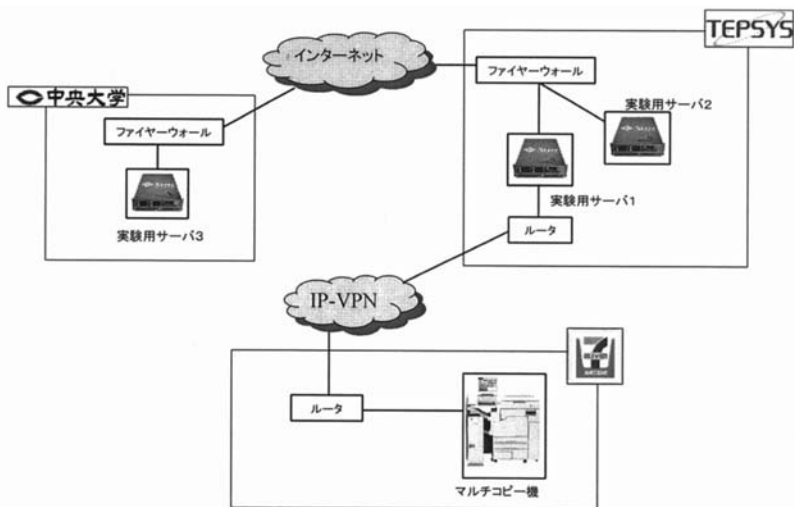 TEPSYS
インターネット
ファイヤーウォール
中央大学
実験用サーバ2
ファイヤーウォール
実験用サーバ1
実験用サーバ3
ルータ
IP-VPN
7
ルータ
マルチコピー機